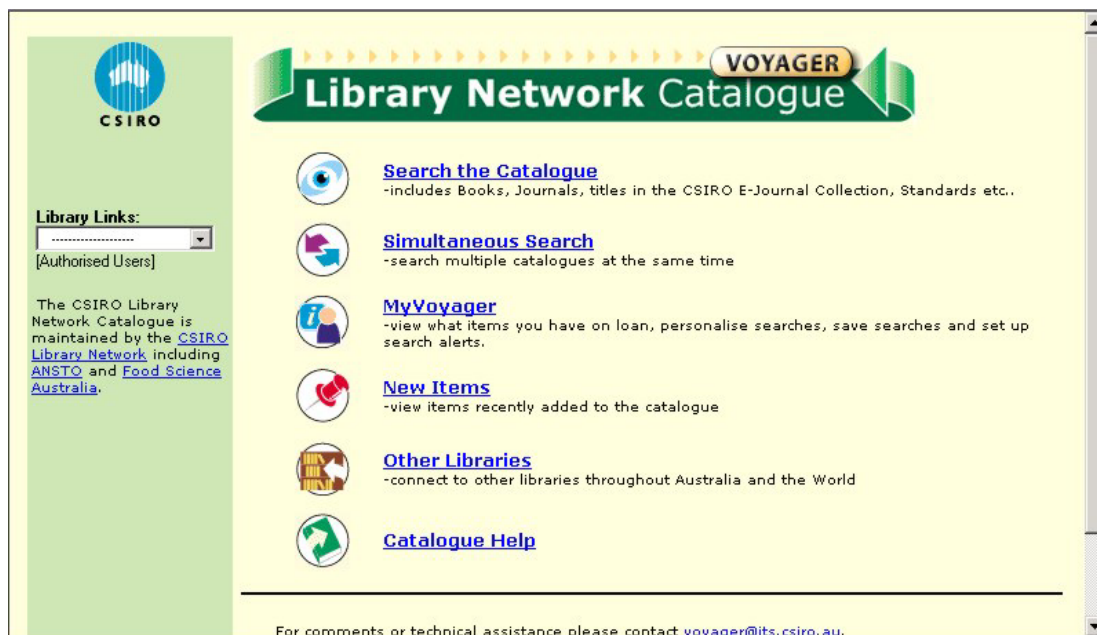 CSIRO
Library Links:
-------------------
[Authorised Users]
The CSIRO Library
Network Catalogue is
maintained by the CSIRO
Library Network including
ANSTO and Food Science
Australia.
VOYAGER
Library Network Catalogue
Search the Catalogue
-includes Books, Journals, titles in the CSIRO E-Journal Collection, Standards etc..
Simultaneous Search
-search multiple catalogues at the same time
MyVoyager
-view what items you have on loan, personalise searches, save searches and set up
search alerts.
New Items
-view items recently added to the catalogue
Other Libraries
-connect to other libraries throughout Australia and the World
Catalogue Help
For comments or technical assistance please contact voyager@its.csiro.au.